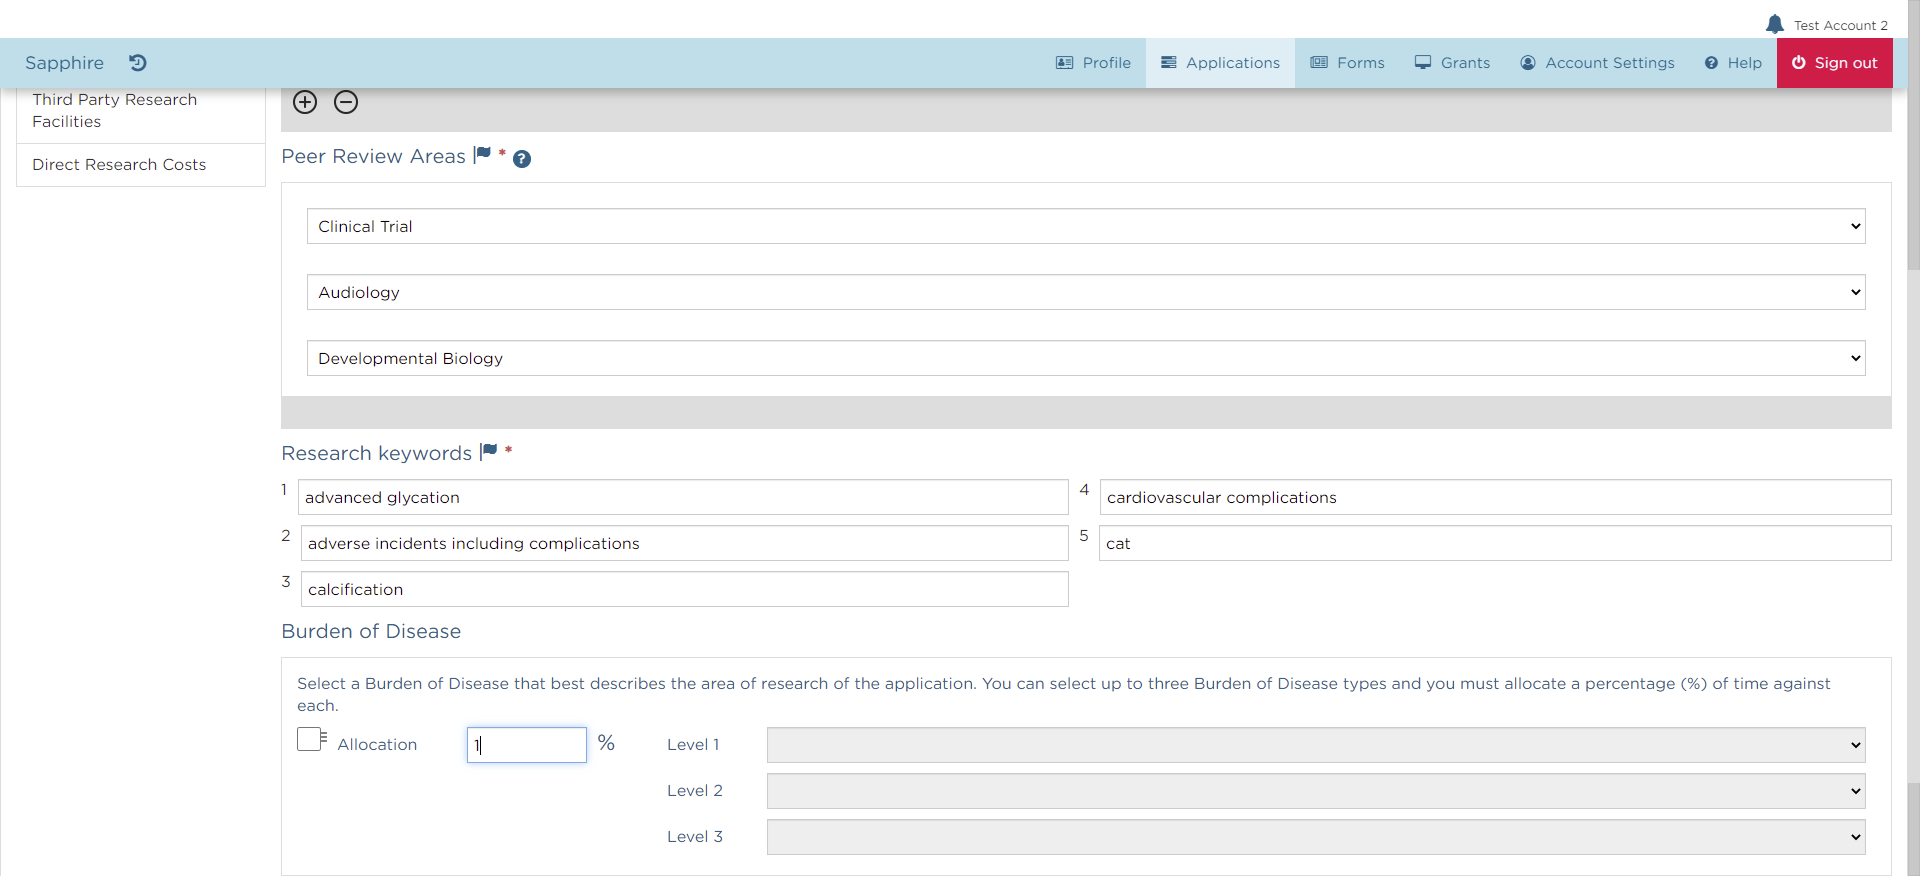 Test Account 2
Sapphire
Profile
Applications
Forms
Grants
Account Settings
Help
Sign out
Third Party Research
Facilities
Direct Research Costs
Peer Review Areas *
Clinical Trial
Audiology
Developmental Biology
Research keywords *
1 advanced glycation
2 adverse incidents including complications
3 calcification
4 cardiovascular complications
5 cat
Burden of Disease
Select a Burden of Disease that best describes the area of research of the application. You can select up to three Burden of Disease types and you must allocate a percentage (%) of time against
each.
Allocation 1 % Level 1
Level 2
Level 3